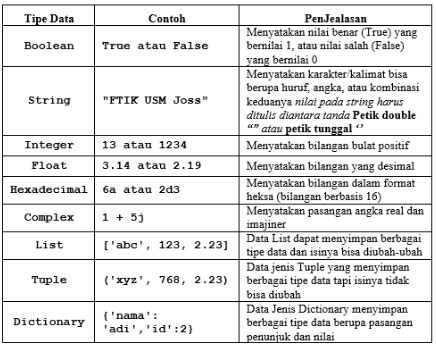 Tipe Data Contoh PenJealasan
Boolean True atau False Menyatakan nilai benar (True) yang
bernilai 1, atau nilai salah (False)
yang bernilai 0
String "FTIK USM Joss" Menyatakan karakter/kalimat bisa
berupa huruf, angka, atau kombinasi
keduanya nilai pada string harus
ditulis diantara tanda Petik double
“” atau petik tunggal ‘’
Integer 13 atau 1234 Menyatakan bilangan bulat positif
Float 3.14 atau 2.19 Menyatakan bilangan yang desimal
Hexadecimal 6a atau 2d3 Menyatakan bilangan dalam format
heksa (bilangan berbasis 16)
Complex 1 + 5j Menyatakan pasangan angka real dan
imajiner
List ['abc', 123, 2.23] Data List dapat menyimpan berbagai
tipe data dan isinya bisa diubah-ubah
Tuple ('xyz', 768, 2.23) Data jenis Tuple yang menyimpan
berbagai tipe data tapi isinya tidak
bisa diubah
Dictionary {'nama': Data Jenis Dictionary menyimpan
'adi','id':2} berbagai tipe data berupa pasangan
penunjuk dan nilai